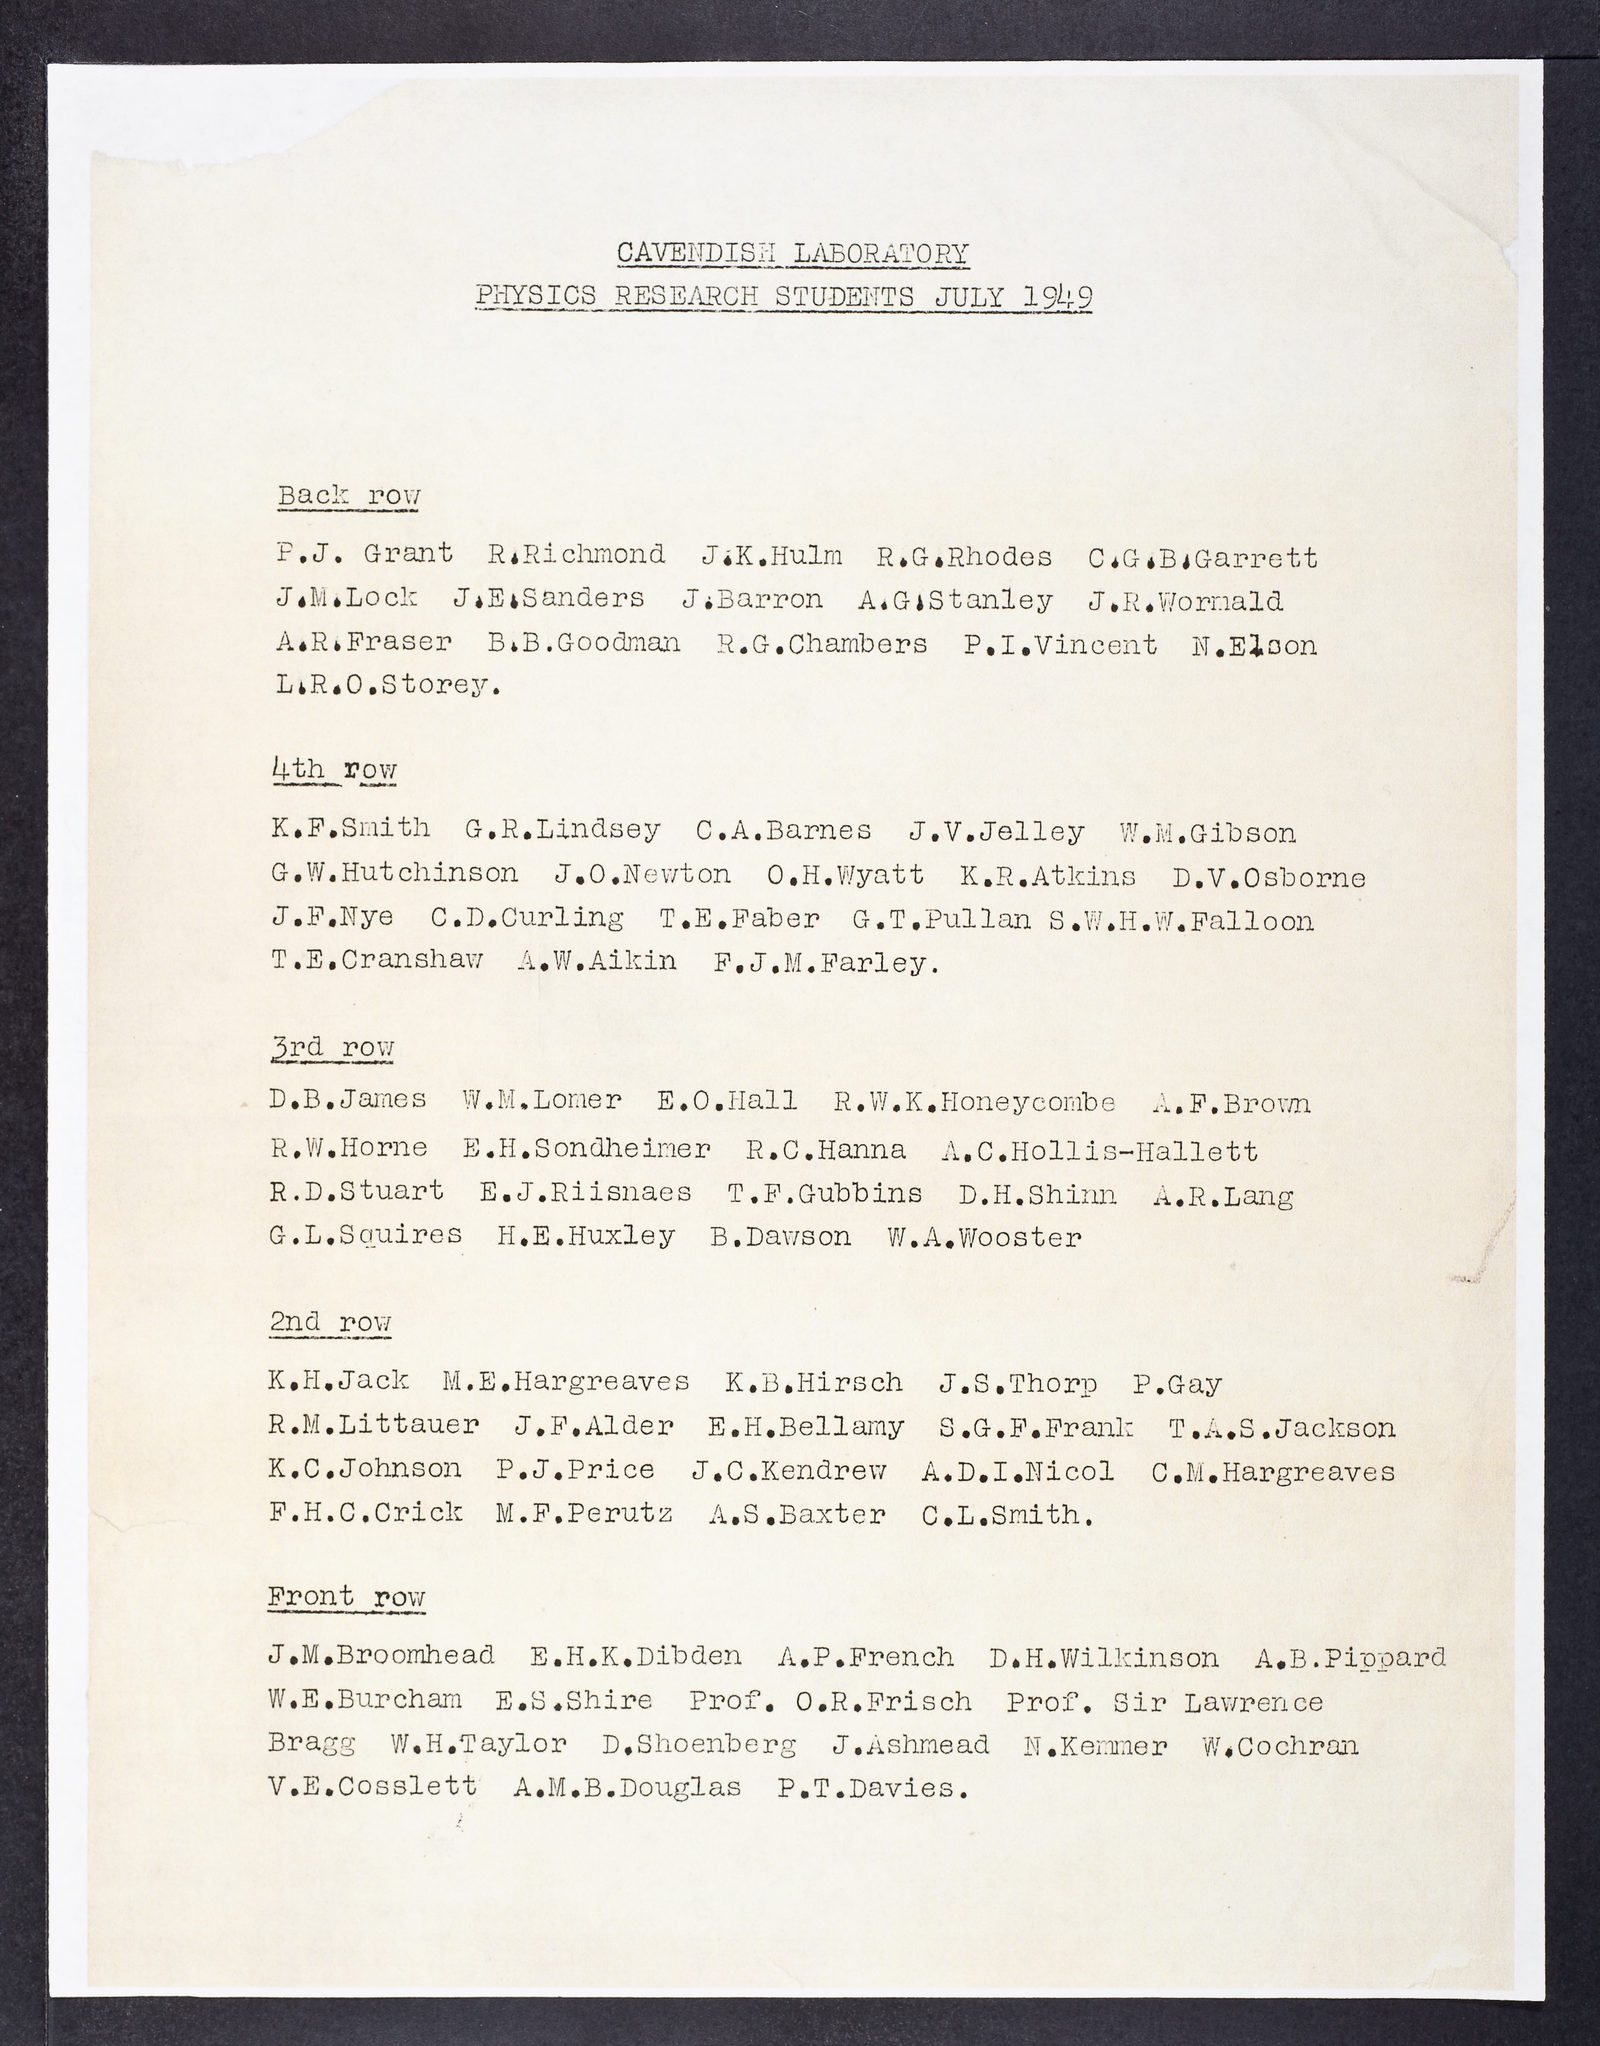 CAVENDISH LABORATORY
PHYSICS RESEARCH STUDENTS JULY 1949
Back row
P.J. Grant R.Richmond J.K.Hulm R.G.Rhodes C.G.B.Garrett
J.M.Lock J.E.Sanders J.Barron A.G.Stanley J.R.Wormald
A.R.Fraser B.B.Goodman R.G.Chambers P.I.Vincent N.Elson
L.R.O.Storey.
4th row
K.F.Smith G.R.Lindsey C.A.Barnes J.V.Jelley W.M.Gibson
G.W.Hutchinson J.O.Newton O.H.Wyatt K.R.Atkins D.V.Osborne
J.F.Nye C.D.Curling T.E.Faber G.T.Pullan S.W.H.W.Falloon
T.E.Cranshaw A.W.Aikin F.J.M.Farley.
3rd row
D.B.James W.M.Lomer E.O.Hall R.W.K.Honeycombe A.F.Brown
R.W.Horne E.H.Sondheimer R.C.Hanna A.C.Hollis-Hallett
R.D.Stuart E.J.Riisnaes T.F.Gubbins D.H.Shinn A.R.Lang
G.L.Squires H.E.Huxley B.Dawson W.A.Wooster
2nd row
K.H.Jack M.E.Hargreaves K.B.Hirsch J.S.Thorp P.Gay
R.M.Littauer J.F.Alder E.H.Bellamy S.G.F.Frank T.A.S.Jackson
K.C.Johnson P.J.Price J.C.Kendrew A.D.I.Nicol C.M.Hargreaves
F.H.C.Crick M.F.Perutz A.S.Baxter C.L.Smith.
Front row
J.M.Broomhead E.H.K.Dibden A.P.French D.H.Wilkinson A.B.Pippard
W.E.Burcham E.S.Shire Prof. O.R.Frisch Prof. Sir Lawrence
Bragg W.H.Taylor D.Shoenberg J.Ashmead N.Kemmer W.Cochran
V.E.Cosslett A.M.B.Douglas P.T.Davies.